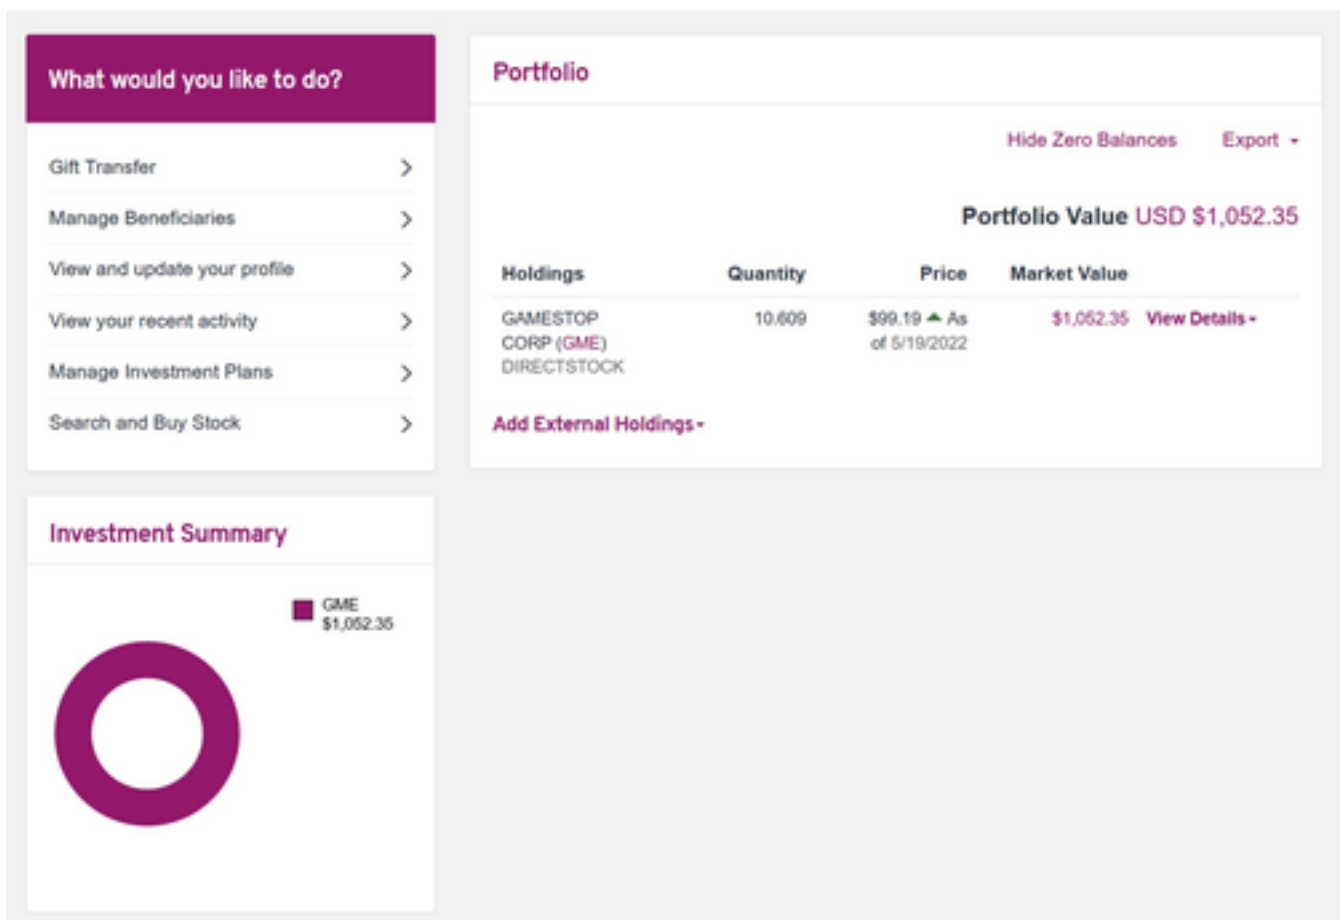 What would you like to do?
Gift Transfer
Manage Beneficiaries
View and update your profile
View your recent activity
Manage Investment Plans
Search and Buy Stock
Portfolio
Hide Zero Balances Export
Portfolio Value USD $1,052.35
Holdings Quantity Price Market Value
GAMESTOP 10.609 $99.19 As $1,052.35 View Details
CORP (GME) of 5/19/2022
DIRECTSTOCK
Add External Holdings
Investment Summary
GME
$1,052.35